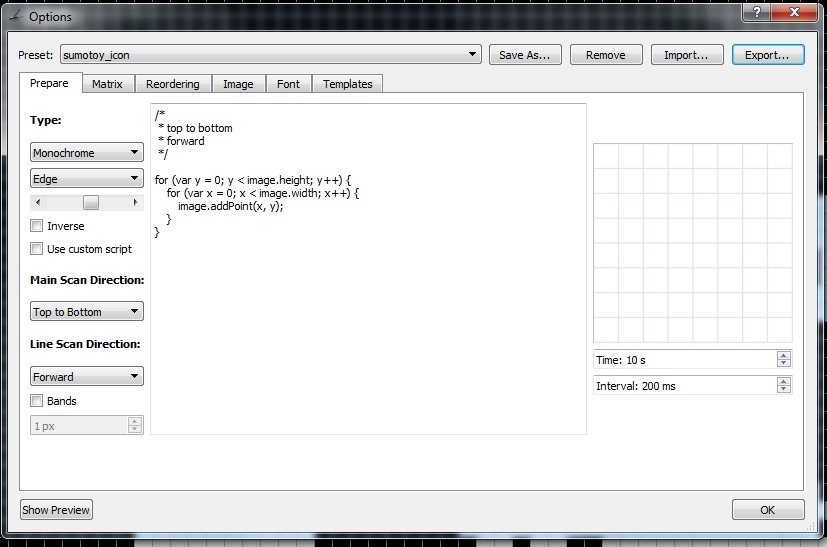 Options
?
X
Preset: sumotoy_icon Save As... Remove Import... Export...
Prepare Matrix Reordering Image Font Templates
Type:
Monochrome
Edge
Inverse
Use custom script
Main Scan Direction:
Top to Bottom
Line Scan Direction:
Forward
Bands
1 px
/*
* top to bottom
* forward
*/
for (var y = 0; y < image.height; y++) {
for (var x = 0; x < image.width; x++) {
image.addPoint(x, y);
}
}
Time: 10 s
Interval: 200 ms
Show Preview
OK